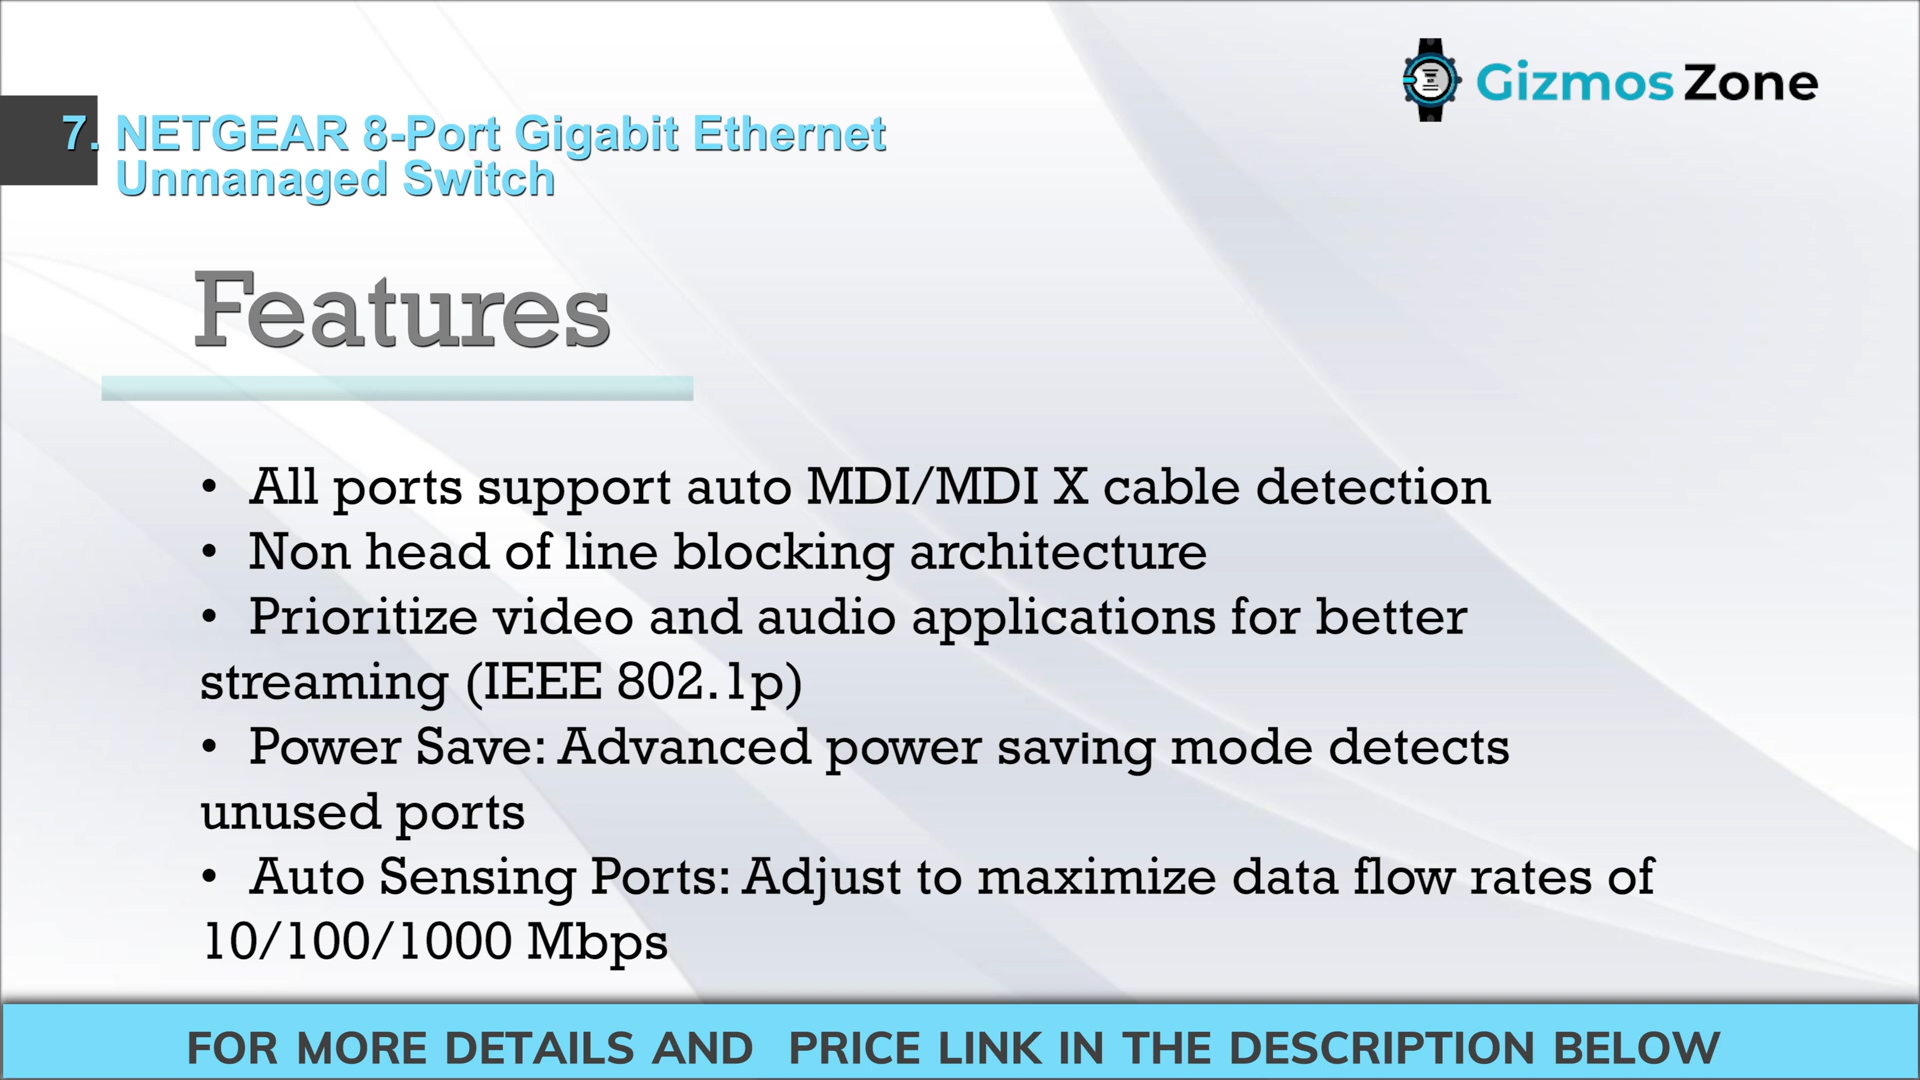 Gizmos Zone
7. NETGEAR 8-Port Gigabit Ethernet
Unmanaged Switch
Features
• All ports support auto MDI/MDI X cable detection
• Non head of line blocking architecture
• Prioritize video and audio applications for better
streaming (IEEE 802.1p)
• Power Save: Advanced power saving mode detects
unused ports
• Auto Sensing Ports: Adjust to maximize data flow rates of
10/100/1000 Mbps
FOR MORE DETAILS AND PRICE LINK IN THE DESCRIPTION BELOW